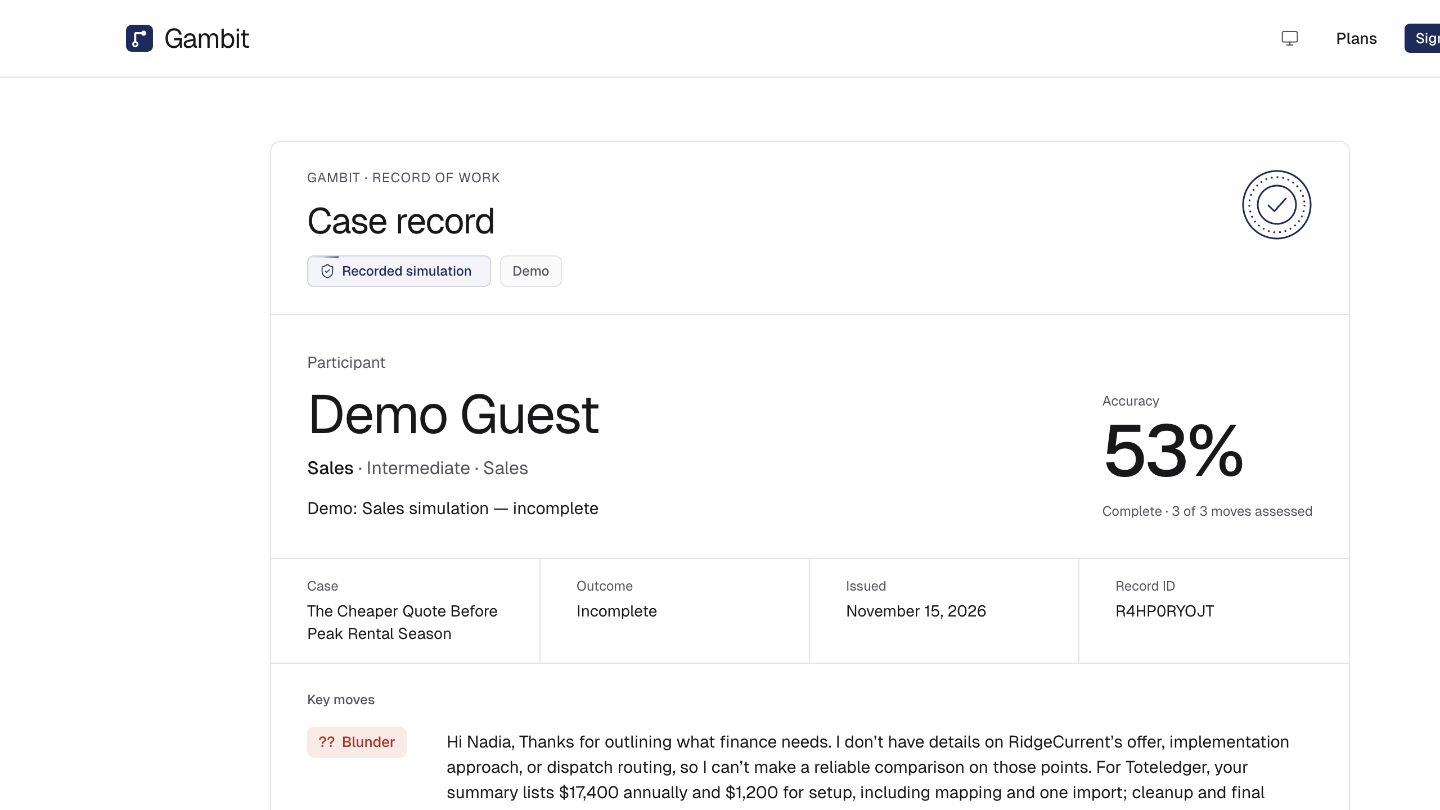 Gambit
Plans
GAMBIT · RECORD OF WORK
Case record
Recorded simulation
Demo
Participant
Demo Guest
Sales · Intermediate · Sales
Demo: Sales simulation — incomplete
Accuracy
53%
Complete · 3 of 3 moves assessed
Case
The Cheaper Quote Before
Peak Rental Season
Outcome
Incomplete
Issued
November 15, 2026
Record ID
R4HP0RYOJT
Key moves
?? Blunder
Hi Nadia, Thanks for outlining what finance needs. I don’t have details on RidgeCurrent’s offer, implementation
approach, or dispatch routing, so I can’t make a reliable comparison on those points. For Toteledger, your
summary lists $17,400 annually and $1,200 for setup, including mapping and one import; cleanup and final